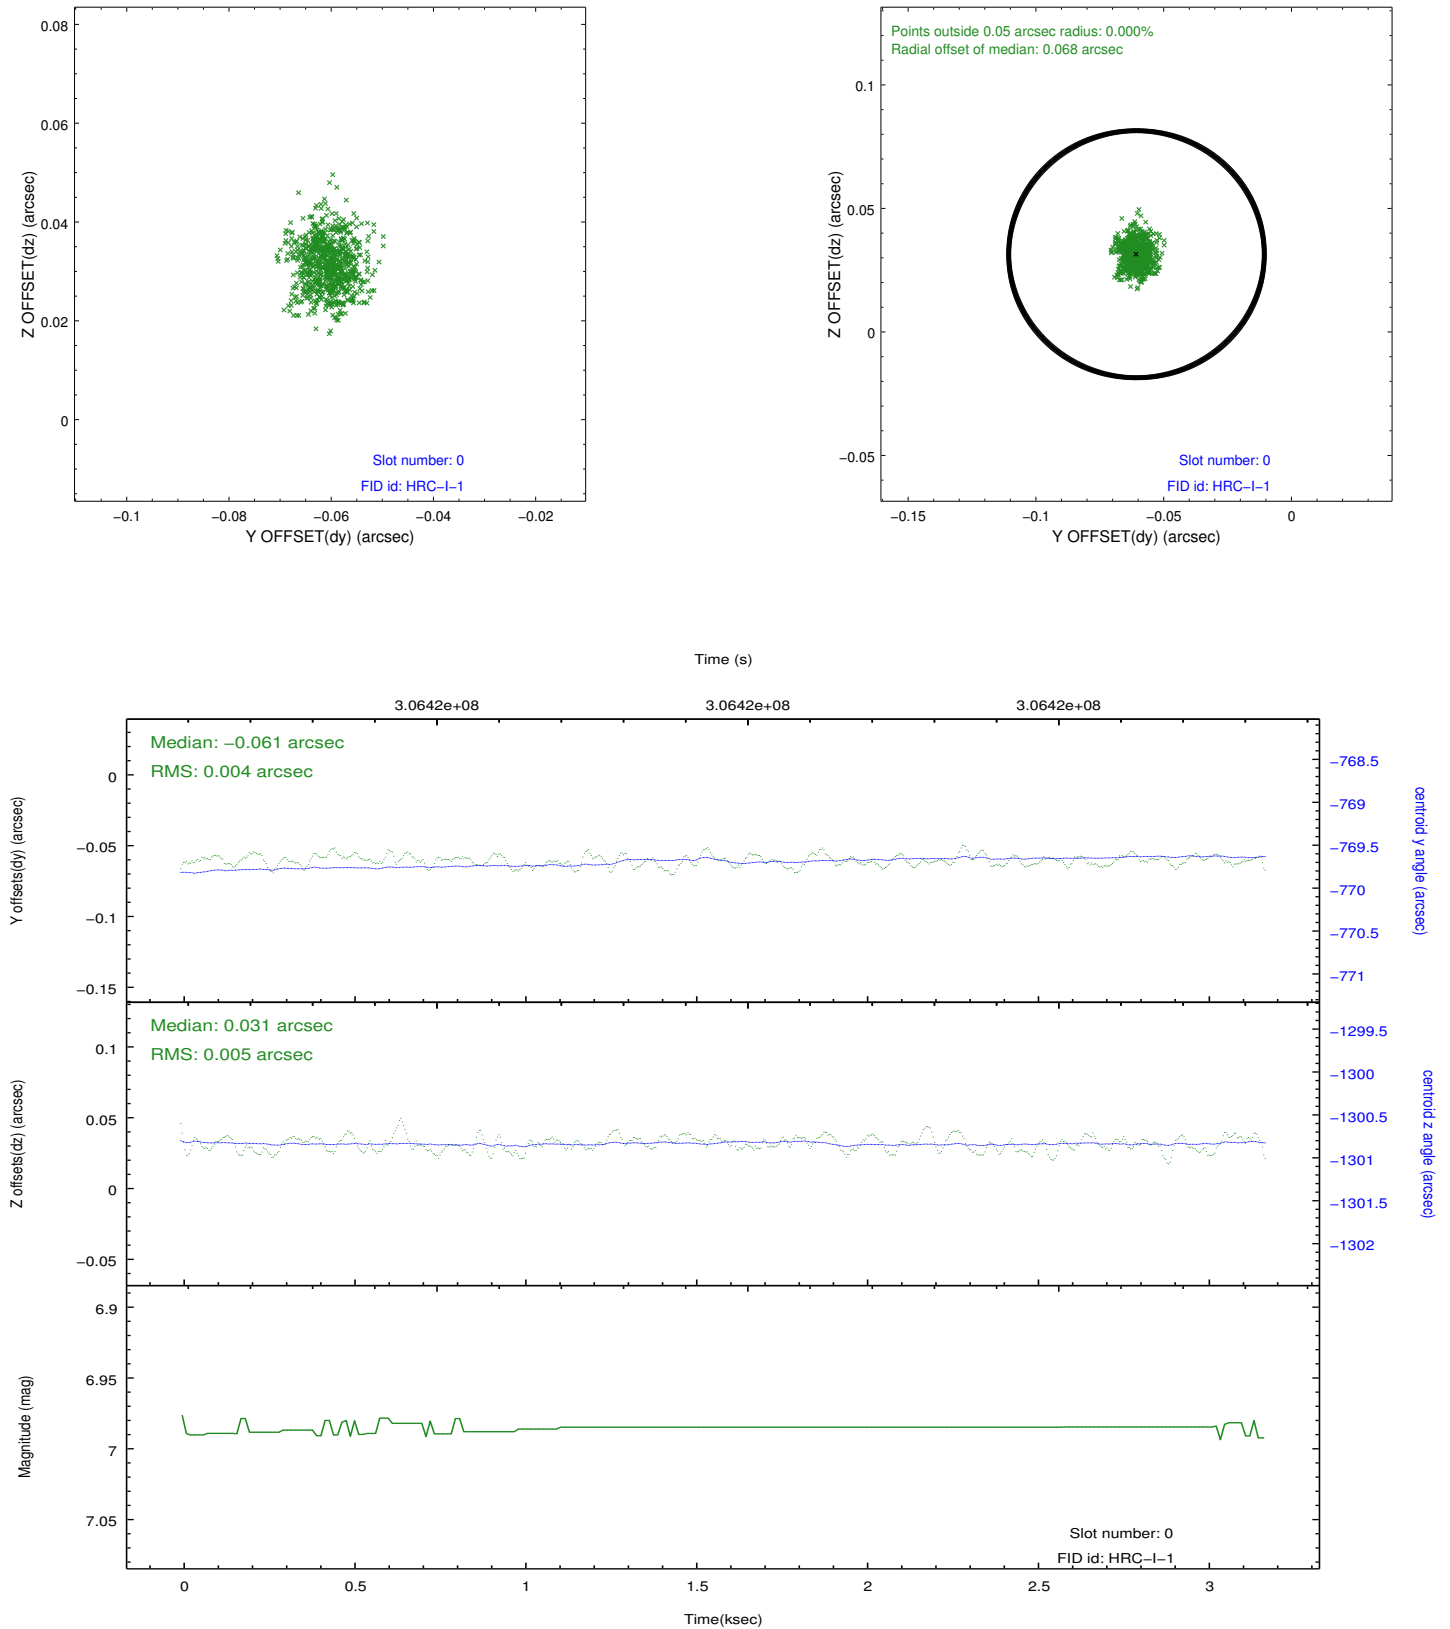 0.08
0.06
0.04
0.02
0
Z OFFSET(dz) (arcsec)
Slot number: 0
FID id: HRC−I−1
−0.1 −0.08 −0.06 −0.04 −0.02
Y OFFSET(dy) (arcsec)
Points outside 0.05 arcsec radius: 0.000%
Radial offset of median: 0.068 arcsec
0.1
0.05
0
−0.05
Z OFFSET(dz) (arcsec)
Slot number: 0
FID id: HRC−I−1
−0.15 −0.1 −0.05 0
Y OFFSET(dy) (arcsec)
Time (s)
3.0642e+08 3.0642e+08 3.0642e+08
Median: −0.061 arcsec
RMS: 0.004 arcsec
0
−0.05
−0.1
−0.15
Y offsets(dy) (arcsec)
−768.5
−769
−769.5
−770
−770.5
−771
centroid y angle (arcsec)
Median: 0.031 arcsec
RMS: 0.005 arcsec
0.1
0.05
0
−0.05
Z offsets(dz) (arcsec)
−1299.5
−1300
−1300.5
−1301
−1301.5
−1302
centroid z angle (arcsec)
6.9
6.95
7
7.05
Magnitude (mag)
Slot number: 0
FID id: HRC−I−1
0 0.5 1 1.5 2 2.5 3
Time(ksec)